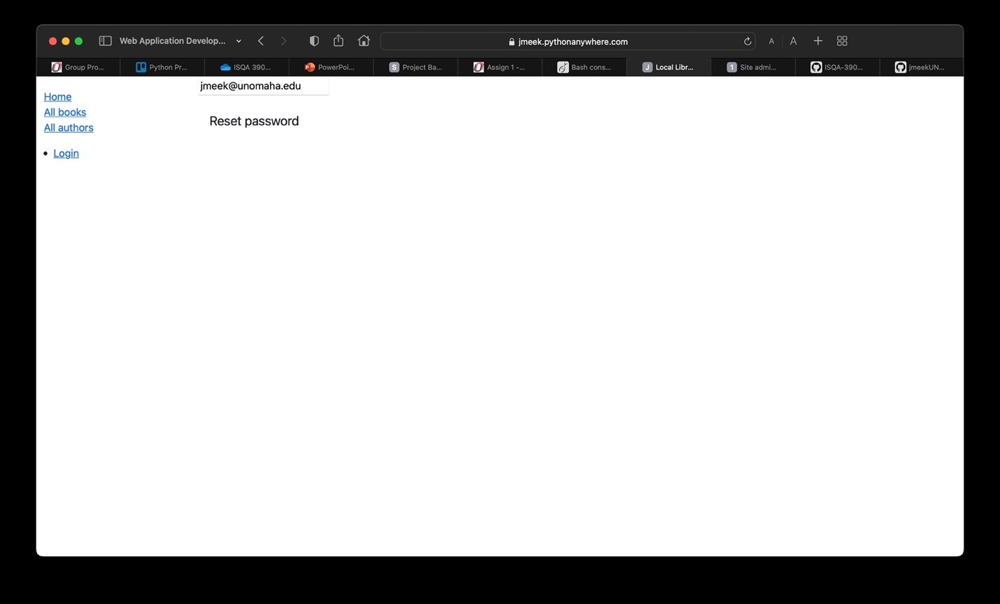 Web Application Develop...
jmeek.pythonanywhere.com
A
A
Group Pro...
Python Pr...
ISQA 390...
PowerPoi...
S
Project Ba...
Assign 1 -...
Bash cons...
J
Local Libr...
1
Site admi...
ISQA-390...
jmeekUN...
Home
All books
All authors
Login
jmeek@unomaha.edu
Reset password